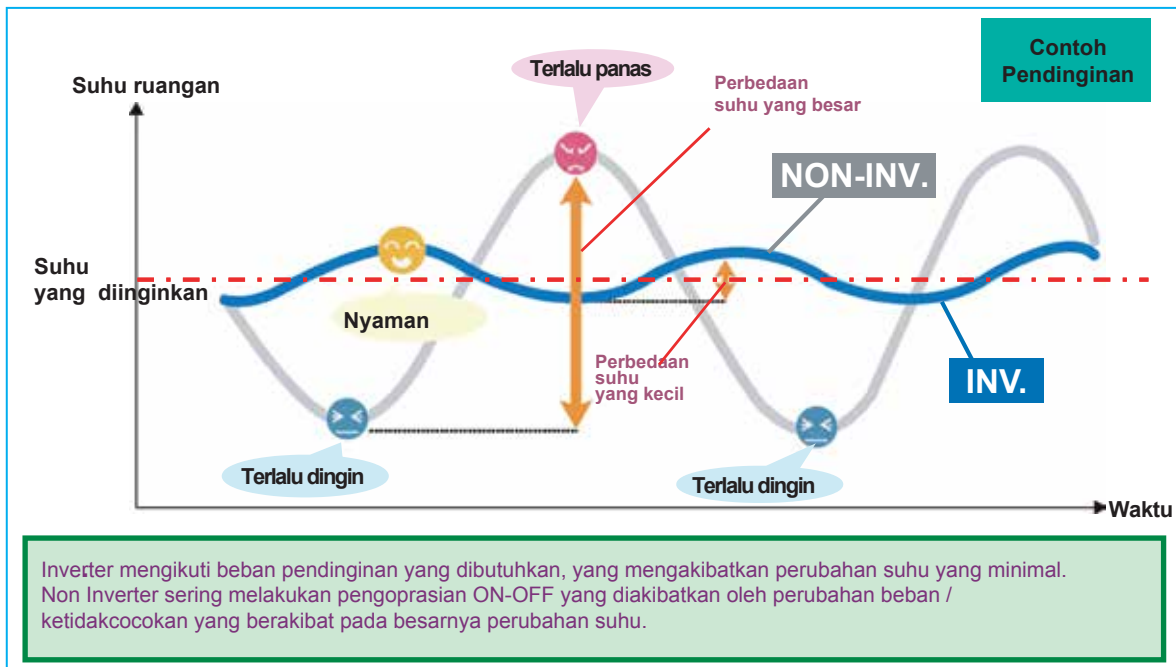 Contoh
Pendinginan
Terlalu panas
Suhu ruangan
Perbedaan
suhu yang besar
NON-INV.
Suhu
yang diinginkan
Nyaman
Perbedaan
suhu
yang kecil
INV.
Terlalu dingin
Terlalu dingin
Waktu
Inverter mengikuti beban pendinginan yang dibutuhkan, yang mengakibatkan perubahan suhu yang minimal.
Non Inverter sering melakukan pengoprasian ON-OFF yang diakibatkan oleh perubahan beban /
ketidakcocokan yang berakibat pada besarnya perubahan suhu.